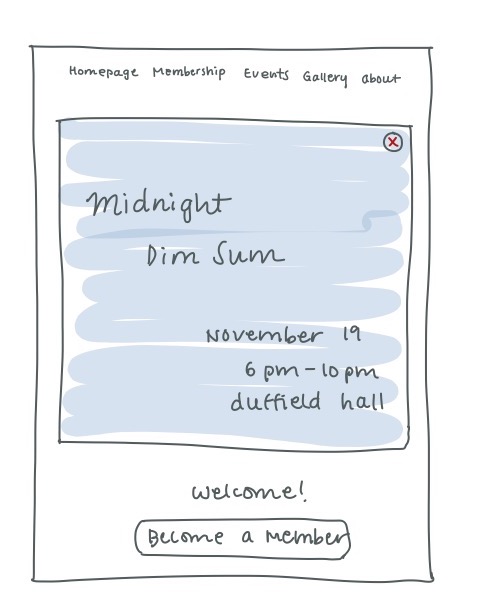 Homepage Membership Events Gallery about
x
Midnight
Dim Sum
November 19
6 pm - 10 pm
duffield hall
Welcome!
Become a Member